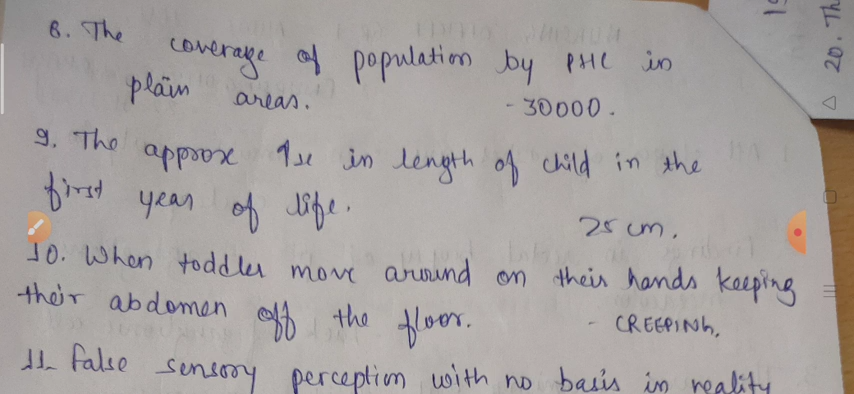 8. The coverage of population by PHC in
plain areas. - 30000.
9. The approx ↑se in length of child in the
first year of life.
25 cm.
10. When toddler move around on their hands keeping
their abdomen off the floor. - CREEPING.
11. False sensory perception with no basis in reality
20. Th